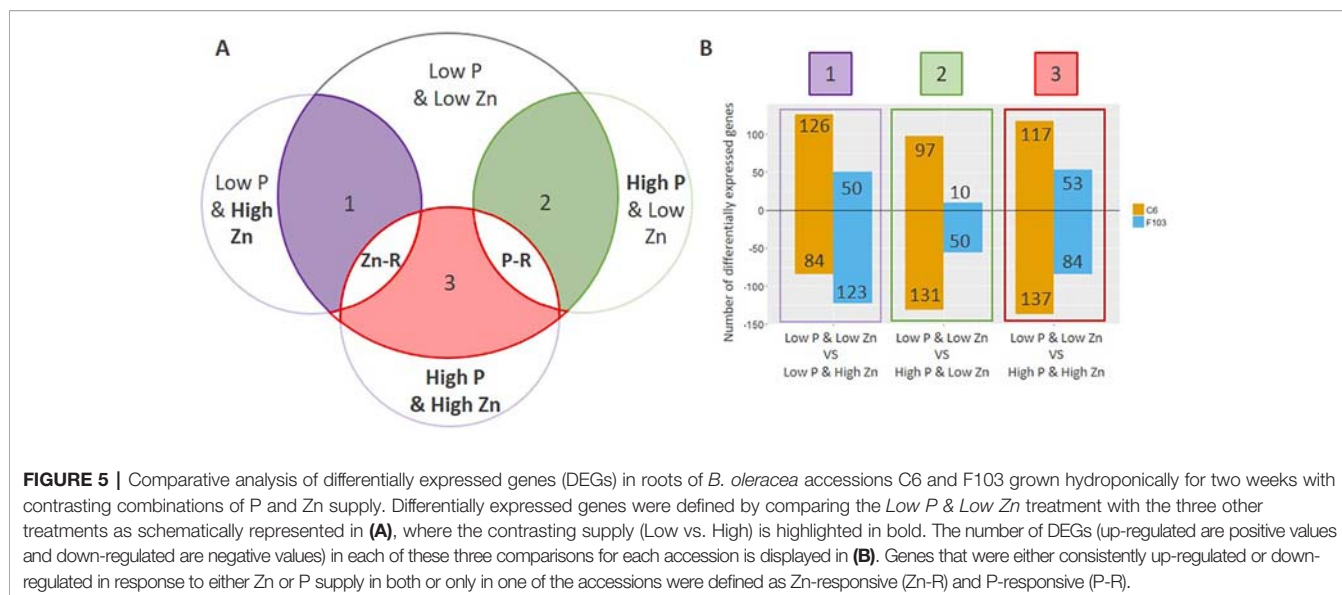 A
Low P
& Low Zn
Low P
& High
Zn
1
2
High P
& Low
Zn
Zn-R
P-R
3
High P
& High Zn
B
1
2
3
Number of differentially expressed genes
100
50
0
-50
-100
-150
126
50
84
123
97
10
50
131
117
53
84
137
C6
F103
Low P & Low Zn
VS
Low P & High Zn
Low P & Low Zn
VS
High P & Low Zn
Low P & Low Zn
VS
High P & High Zn
FIGURE 5 | Comparative analysis of differentially expressed genes (DEGs) in roots of B. oleracea accessions C6 and F103 grown hydroponically for two weeks with
contrasting combinations of P and Zn supply. Differentially expressed genes were defined by comparing the Low P & Low Zn treatment with the three other
treatments as schematically represented in (A), where the contrasting supply (Low vs. High) is highlighted in bold. The number of DEGs (up-regulated are positive values
and down-regulated are negative values) in each of these three comparisons for each accession is displayed in (B). Genes that were either consistently up-regulated or down-
regulated in response to either Zn or P supply in both or only in one of the accessions were defined as Zn-responsive (Zn-R) and P-responsive (P-R).